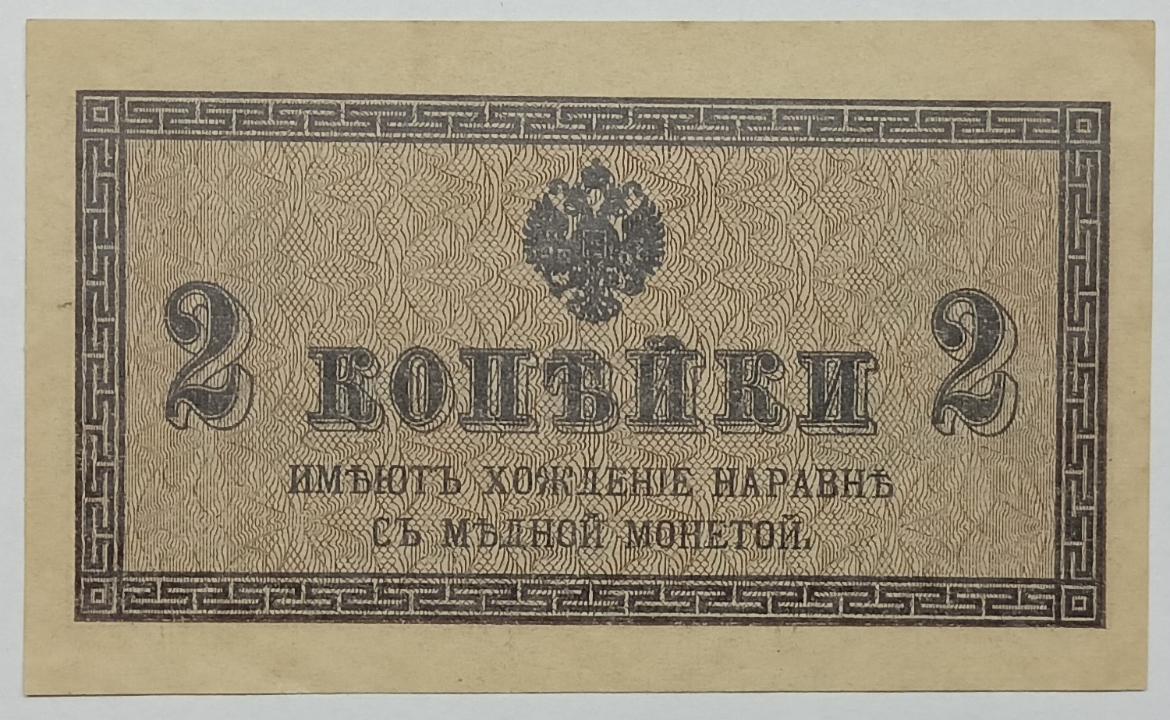 2 КОПѢЙКИ 2
ИМѢЮТЪ ХОЖДЕНІЕ НАРАВНѢ
СЪ МѢДНОЙ МОНЕТОЙ.